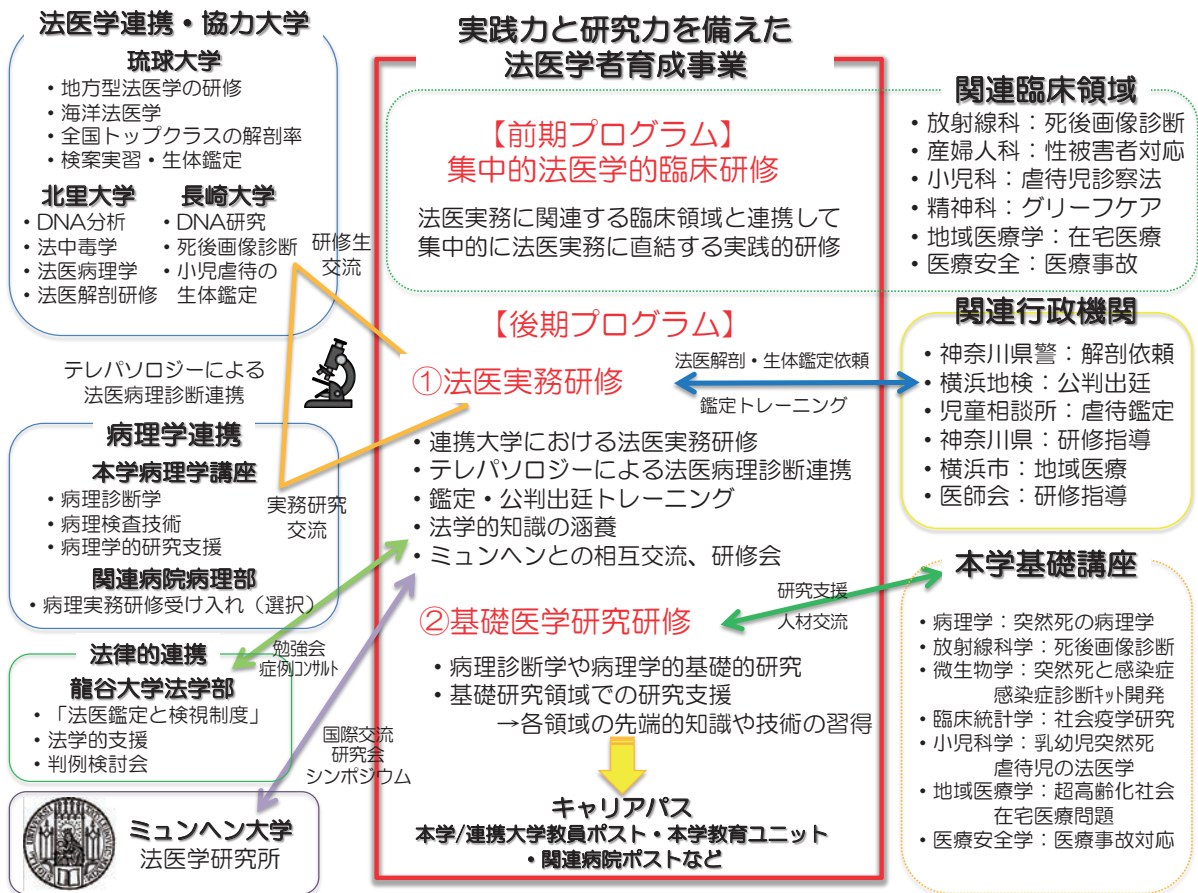 法医学連携・協力大学
琉球大学
・地方型法医学の研修
・海洋法医学
・全国トップクラスの解剖率
・検案実習・生体鑑定
北里大学
・DNA分析
・法中毒学
・法医病理学
・法医解剖研修
長崎大学
・DNA研究
・死後画像診断
・小児虐待の
生体鑑定
研修生
交流
テレパソロジーによる
法医病理診断連携
病理学連携
本学病理学講座
・病理診断学
・病理検査技術
・病理学的研究支援
関連病院病理部
・病理実務研修受け入れ（選択）
実務研究
交流
法律的連携
龍谷大学法学部
・「法医鑑定と検視制度」
・法学的支援
・判例検討会
勉強会
症例ｺﾝｻﾙﾄ
ミュンヘン大学
法医学研究所
国際交流
研究会
シンポジウム
実践力と研究力を備えた
法医学者育成事業
【前期プログラム】
集中的法医学的臨床研修
法医実務に関連する臨床領域と連携して
集中的に法医実務に直結する実践的研修
【後期プログラム】
①法医実務研修
・連携大学における法医実務研修
・テレパソロジーによる法医病理診断連携
・鑑定・公判出廷トレーニング
・法学的知識の涵養
・ミュンヘンとの相互交流、研修会
②基礎医学研究研修
・病理診断学や病理学的基礎的研究
・基礎研究領域での研究支援
→各領域の先端的知識や技術の習得
キャリアパス
本学/連携大学教員ポスト・本学教育ユニット
・関連病院ポストなど
関連臨床領域
・放射線科：死後画像診断
・産婦人科：性被害者対応
・小児科：虐待児診察法
・精神科：グリーフケア
・地域医療学：在宅医療
・医療安全：医療事故
法医解剖・生体鑑定依頼
鑑定トレーニング
関連行政機関
・神奈川県警：解剖依頼
・横浜地検：公判出廷
・児童相談所：虐待鑑定
・神奈川県：研修指導
・横浜市：地域医療
・医師会：研修指導
研究支援
人材交流
本学基礎講座
・病理学：突然死の病理学
・放射線科学：死後画像診断
・微生物学：突然死と感染症
感染症診断ｷｯﾄ開発
・臨床統計学：社会疫学研究
・小児科学：乳幼児突然死
虐待児の法医学
・地域医療学：超高齢化社会
在宅医療問題
・医療安全学：医療事故対応